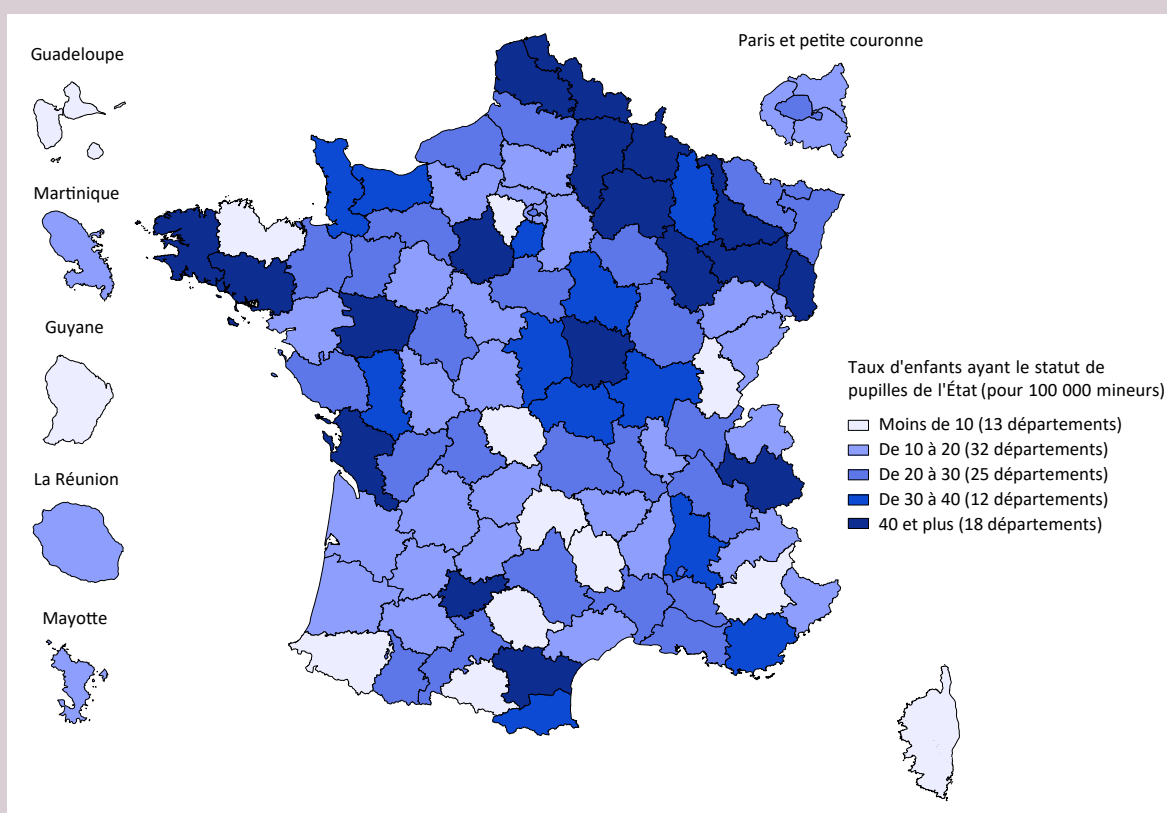 Guadeloupe
Paris et petite couronne
Martinique
Guyane
La Réunion
Mayotte
Taux d'enfants ayant le statut de
pupilles de l'État (pour 100 000 mineurs)
Moins de 10 (13 départements)
De 10 à 20 (32 départements)
De 20 à 30 (25 départements)
De 30 à 40 (12 départements)
40 et plus (18 départements)